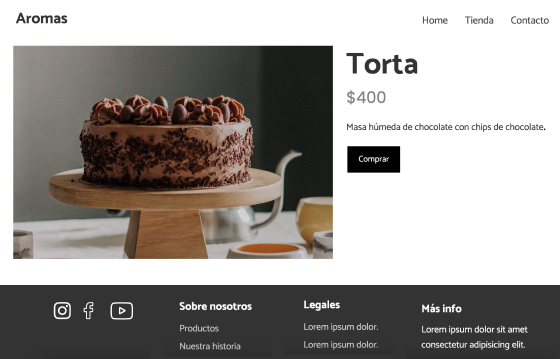 Aromas
Home Tienda Contacto
Torta
$400
Masa húmeda de chocolate con chips de chocolate.
Comprar
Sobre nosotros
Productos
Nuestra historia
Legales
Lorem ipsum dolor.
Lorem ipsum dolor.
Más info
Lorem ipsum dolor sit amet
consectetur adipisicing elit.